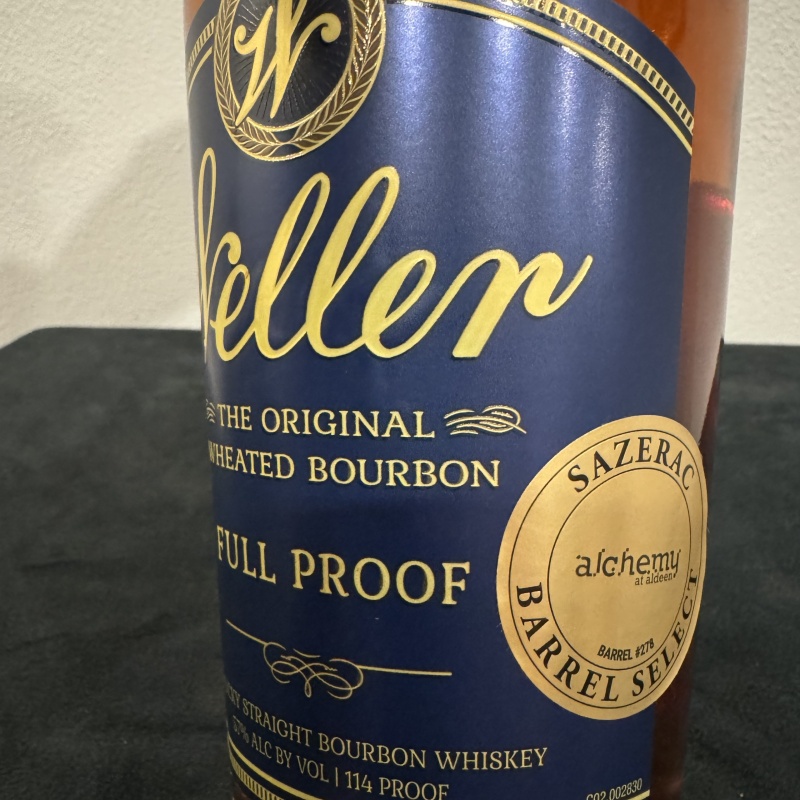 W
Weller
THE ORIGINAL
WHEATED BOURBON
FULL PROOF
STRAIGHT BOURBON WHISKEY
57% ALC BY VOL | 114 PROOF
C02 002830
SAZERAC
alchemy
at aldeen
BARREL #278
BARREL SELECT